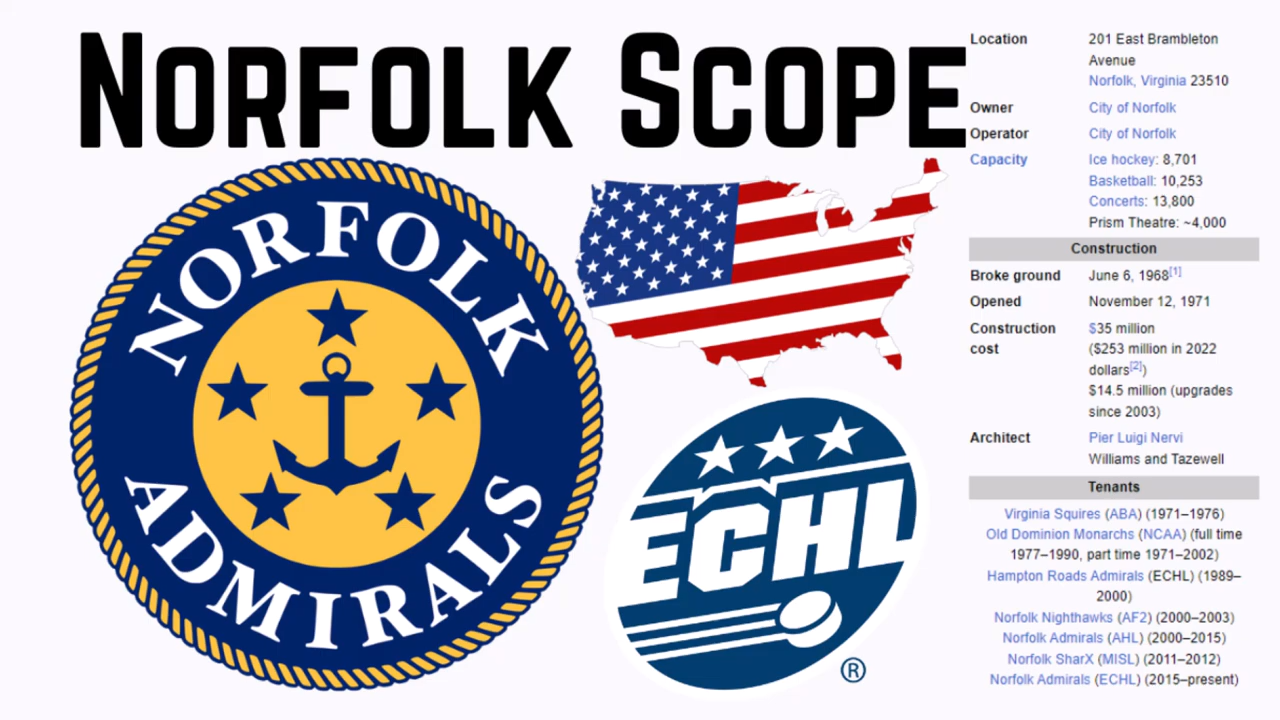 NORFOLK SCOPE
NORFOLK
ADMIRALS
ECHL
®
Location 201 East Brambleton
Avenue
Norfolk, Virginia 23510
Owner City of Norfolk
Operator City of Norfolk
Capacity Ice hockey: 8,701
Basketball: 10,253
Concerts: 13,800
Prism Theatre: ~4,000
Construction
Broke ground June 6, 1968[1]
Opened November 12, 1971
Construction $35 million
cost ($253 million in 2022
dollars[2])
$14.5 million (upgrades
since 2003)
Architect Pier Luigi Nervi
Williams and Tazewell
Tenants
Virginia Squires (ABA) (1971–1976)
Old Dominion Monarchs (NCAA) (full time
1977–1990, part time 1971–2002)
Hampton Roads Admirals (ECHL) (1989–
2000)
Norfolk Nighthawks (AF2) (2000–2003)
Norfolk Admirals (AHL) (2000–2015)
Norfolk SharX (MISL) (2011–2012)
Norfolk Admirals (ECHL) (2015–present)